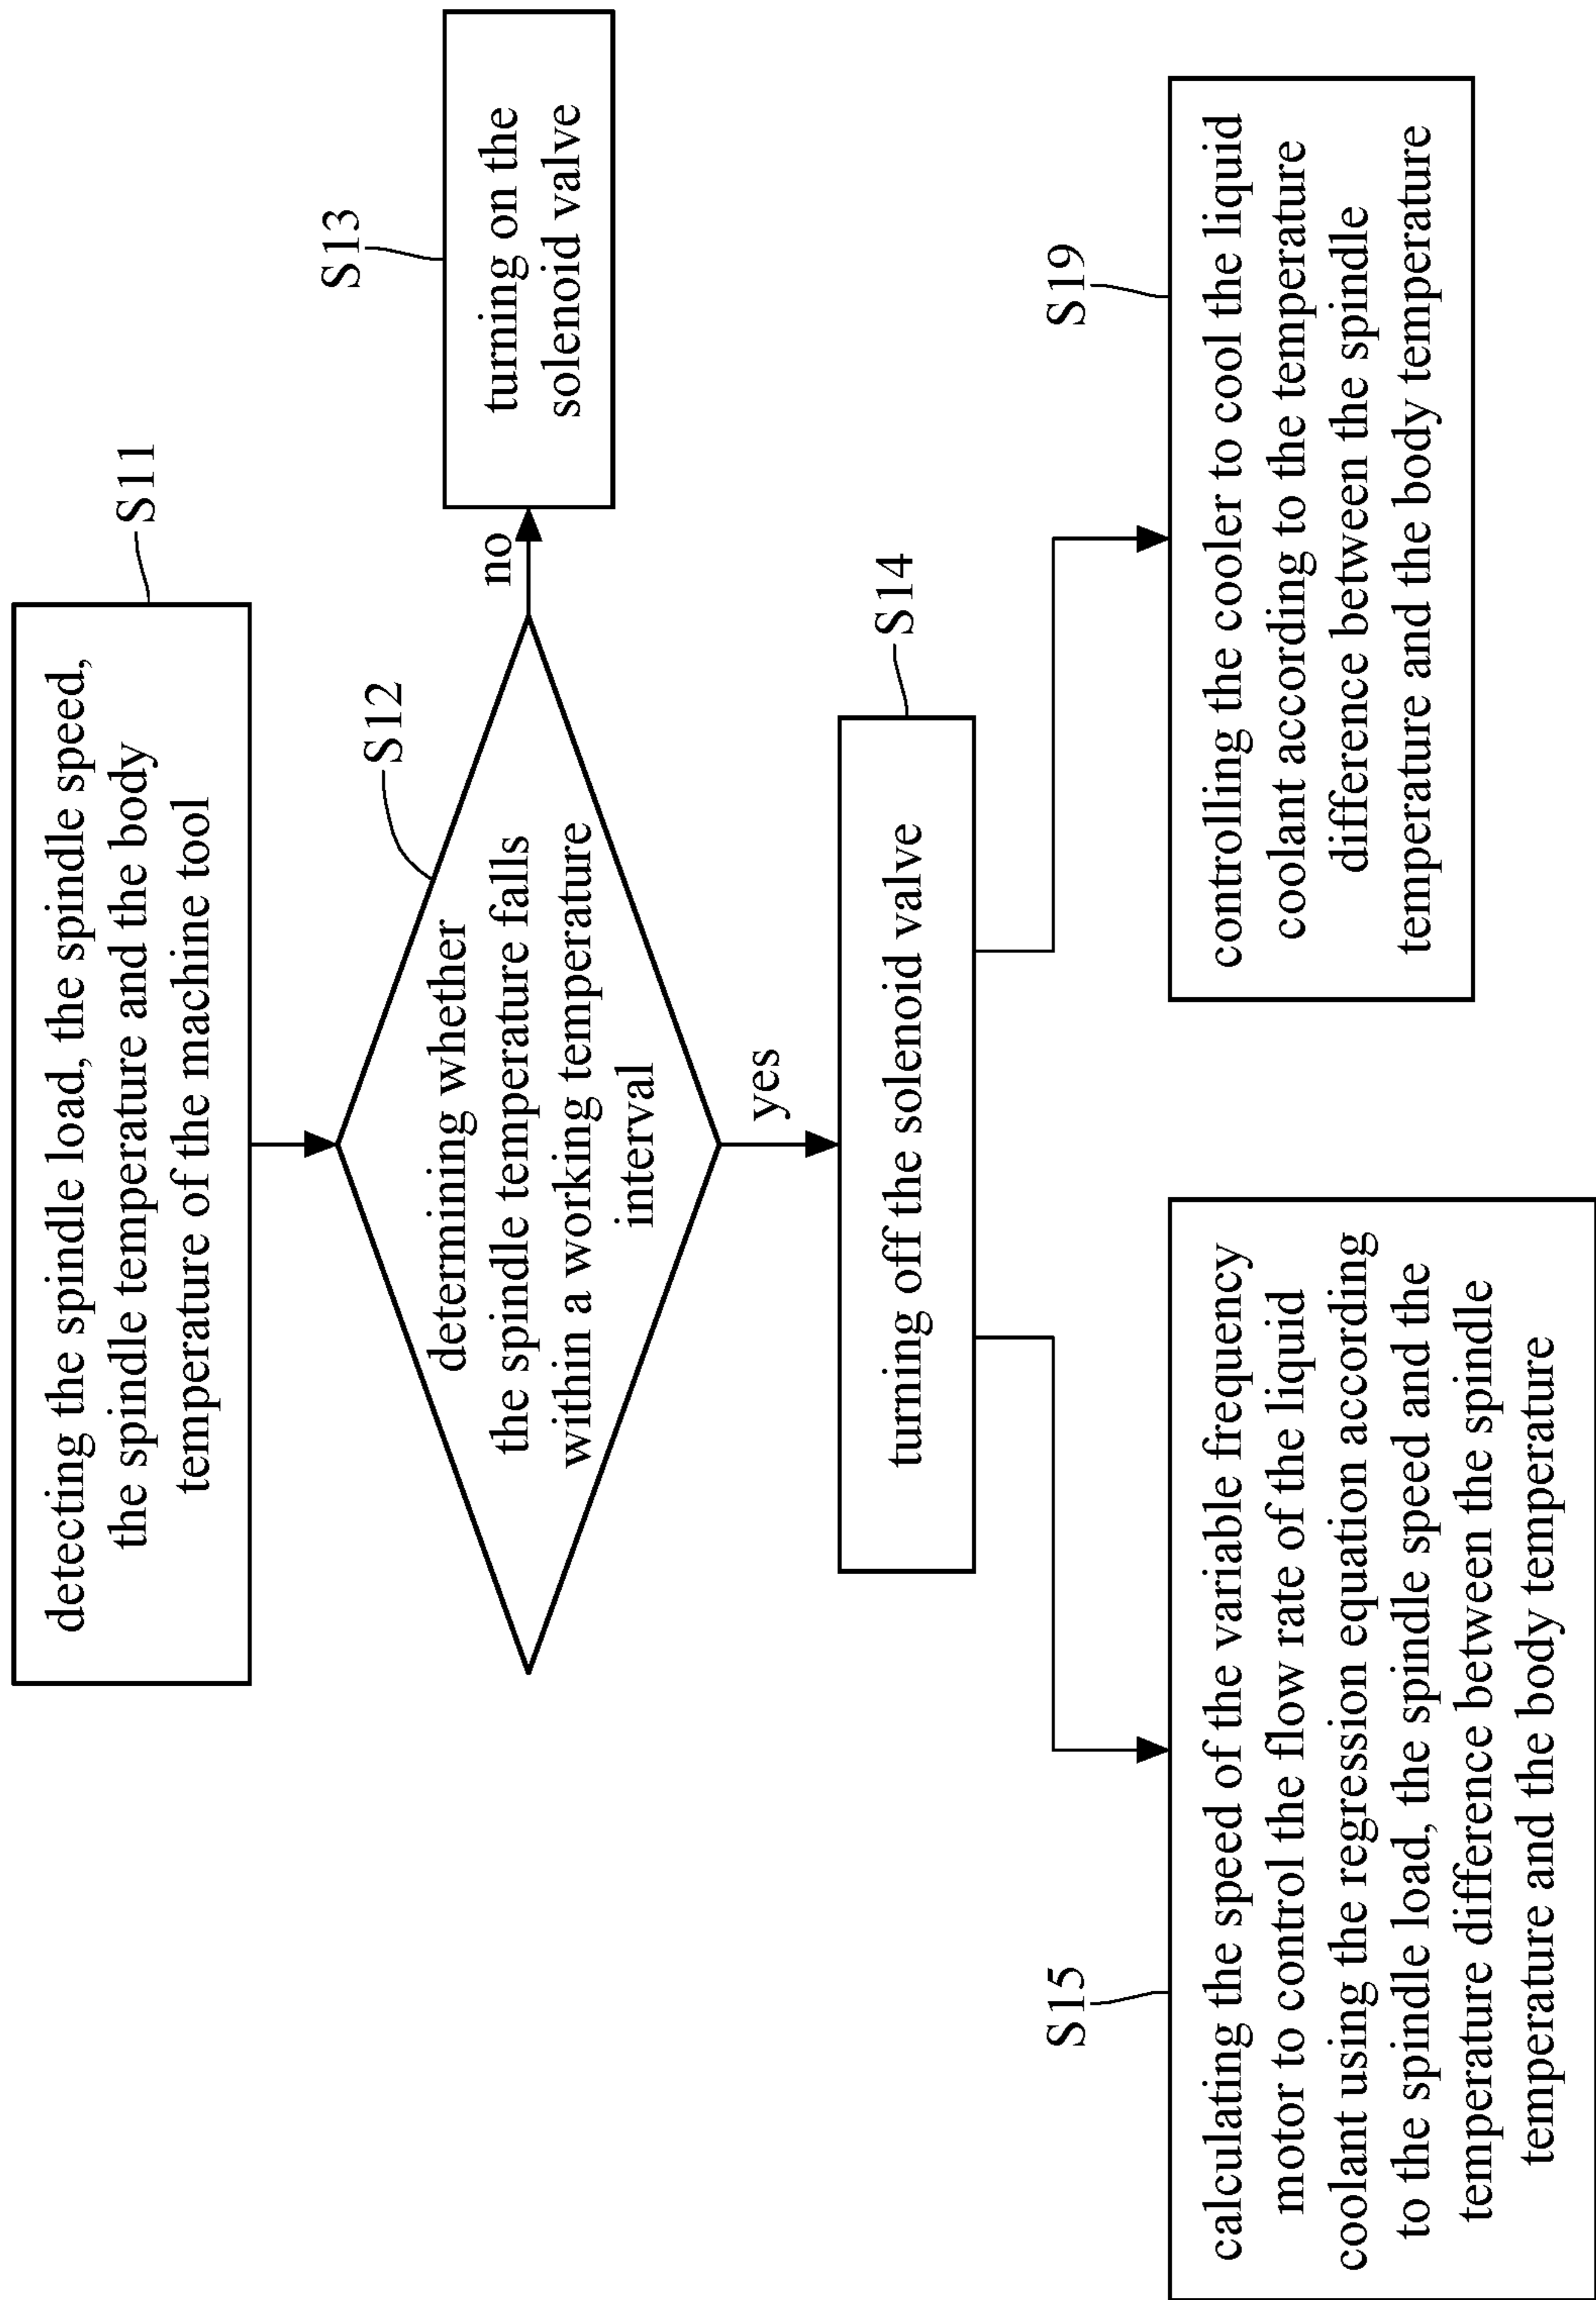 S11
detecting the spindle load, the spindle speed,
the spindle temperature and the body
temperature of the machine tool
S12
determining whether
the spindle temperature falls
within a working temperature
interval
no
S13
turning on the
solenoid valve
yes
S14
turning off the solenoid valve
S15
calculating the speed of the variable frequency
motor to control the flow rate of the liquid
coolant using the regression equation according
to the spindle load, the spindle speed and the
temperature difference between the spindle
temperature and the body temperature
S19
controlling the cooler to cool the liquid
coolant according to the temperature
difference between the spindle
temperature and the body temperature